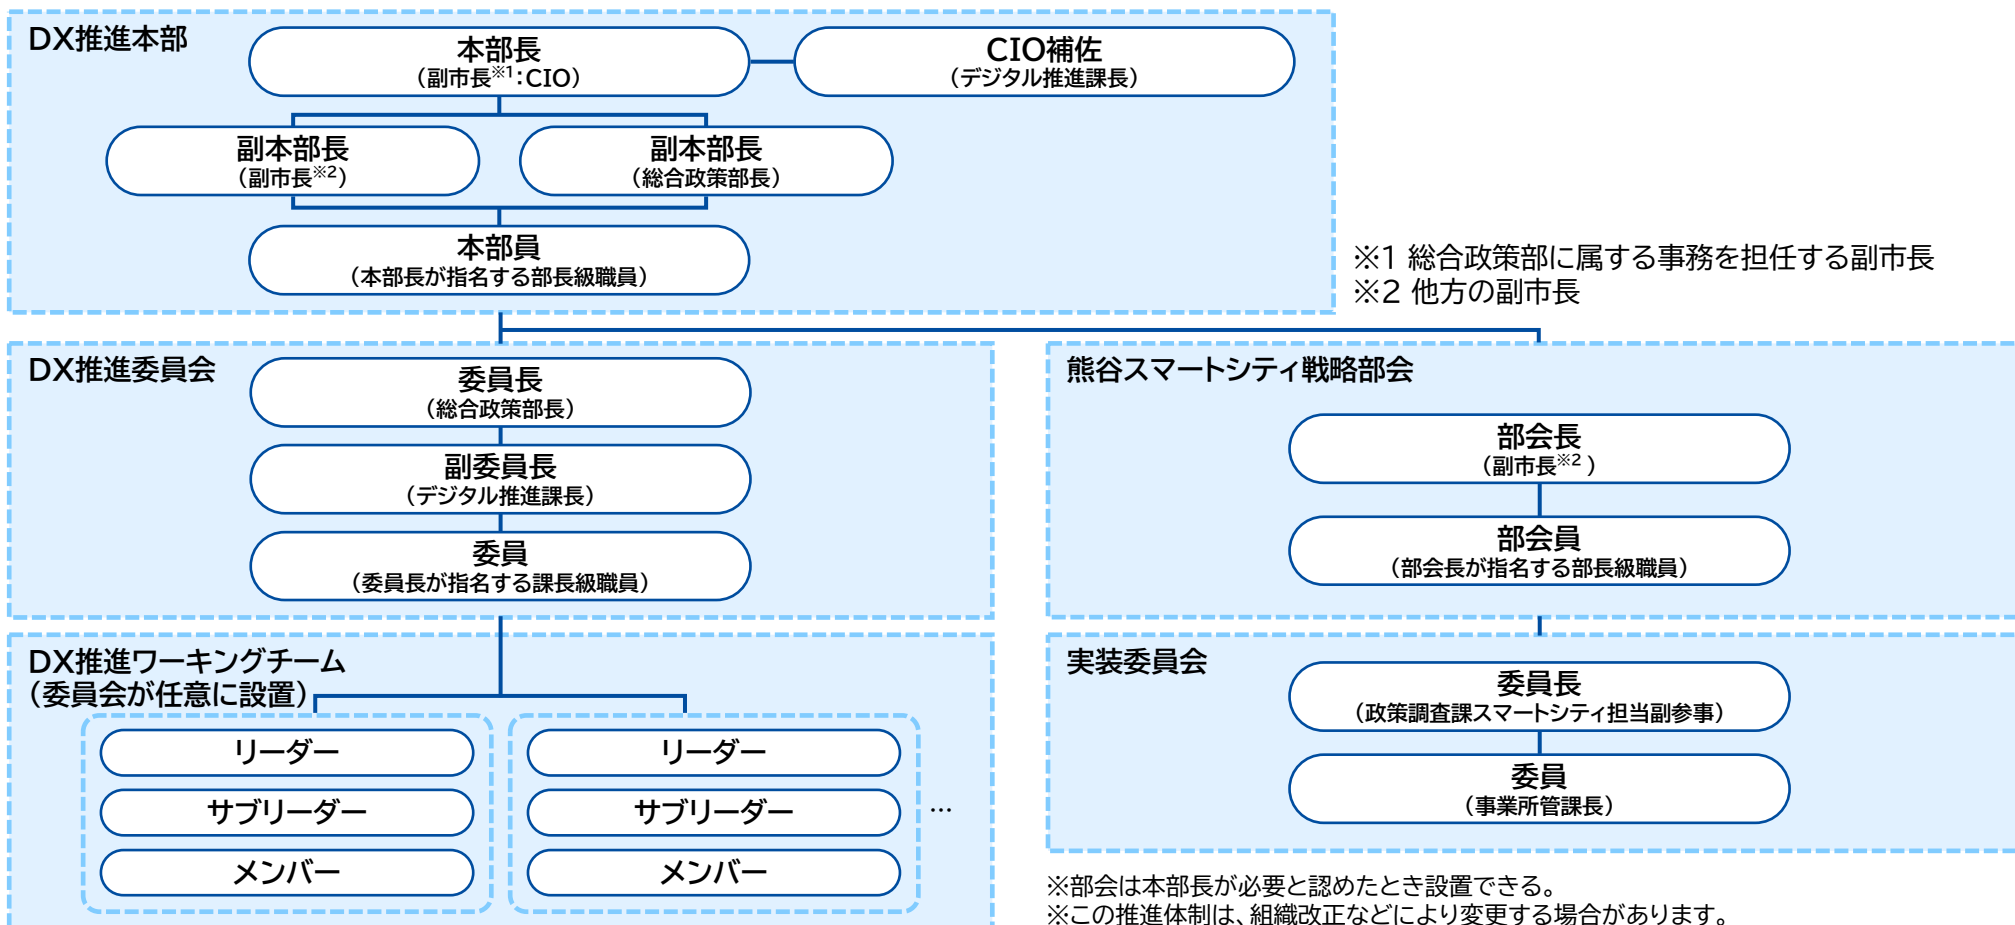 DX推進本部
本部長
（副市長※1：CIO）
CIO補佐
（デジタル推進課長）
副本部長
（副市長※2）
副本部長
（総合政策部長）
本部員
（本部長が指名する部長級職員）
※1 総合政策部に属する事務を担任する副市長
※2 他方の副市長
DX推進委員会
委員長
（総合政策部長）
副委員長
（デジタル推進課長）
委員
（委員長が指名する課長級職員）
熊谷スマートシティ戦略部会
部会長
（副市長※2）
部会員
（部会長が指名する部長級職員）
DX推進ワーキングチーム
（委員会が任意に設置）
リーダー
サブリーダー
メンバー
リーダー
サブリーダー
メンバー
…
実装委員会
委員長
（政策調査課スマートシティ担当副参事）
委員
（事業所管課長）
※部会は本部長が必要と認めたとき設置できる。
※この推進体制は、組織改正などにより変更する場合があります。